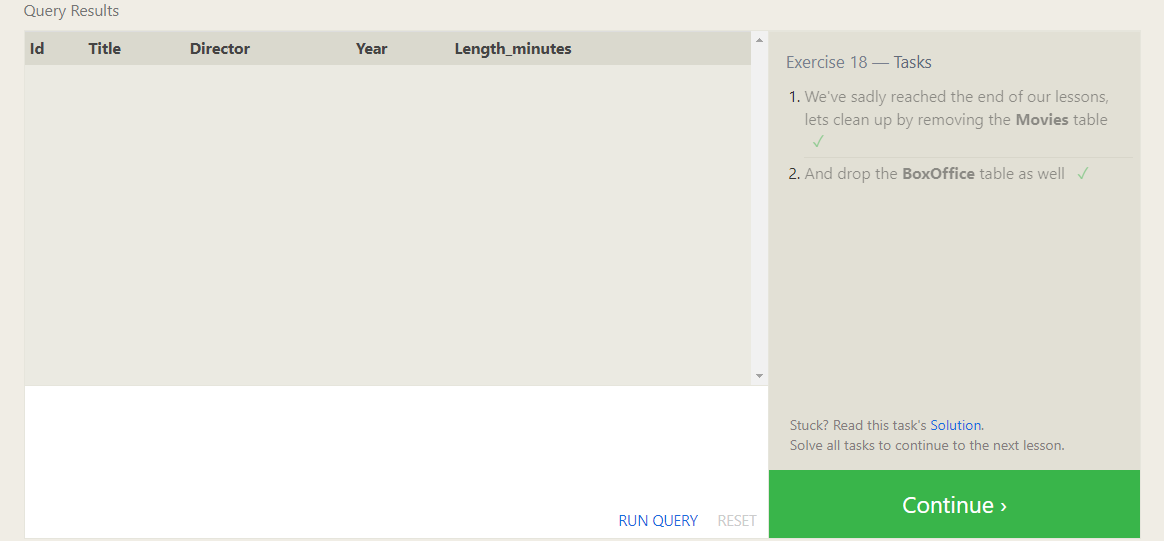 Query Results
Id Title Director Year Length_minutes
Exercise 18 — Tasks
1. We've sadly reached the end of our lessons,
lets clean up by removing the Movies table
✓
2. And drop the BoxOffice table as well ✓
Stuck? Read this task's Solution.
Solve all tasks to continue to the next lesson.
RUN QUERY RESET
Continue ›